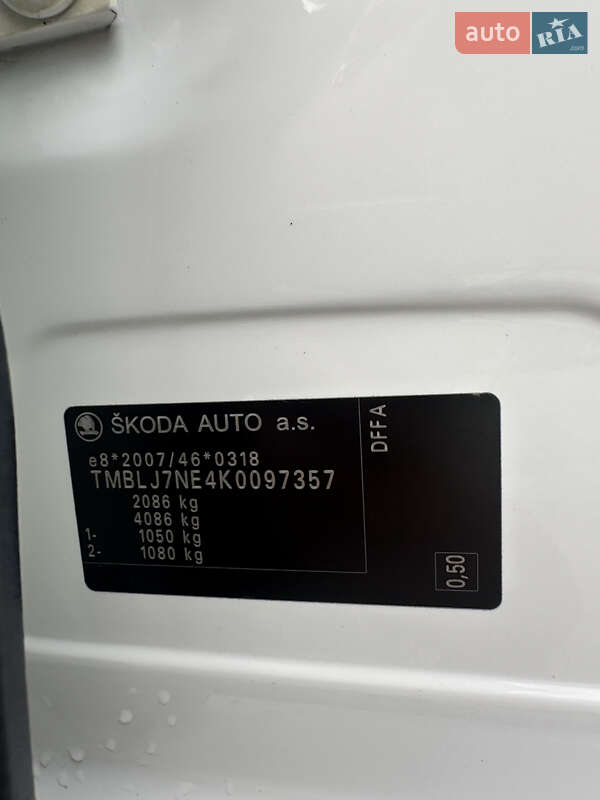 auto RIA .com
ŠKODA AUTO a.s.
DFFA
e8*2007/46*0318
TMBLJ7NE4K0097357
2086 kg
4086 kg
1- 1050 kg
2- 1080 kg
0,50